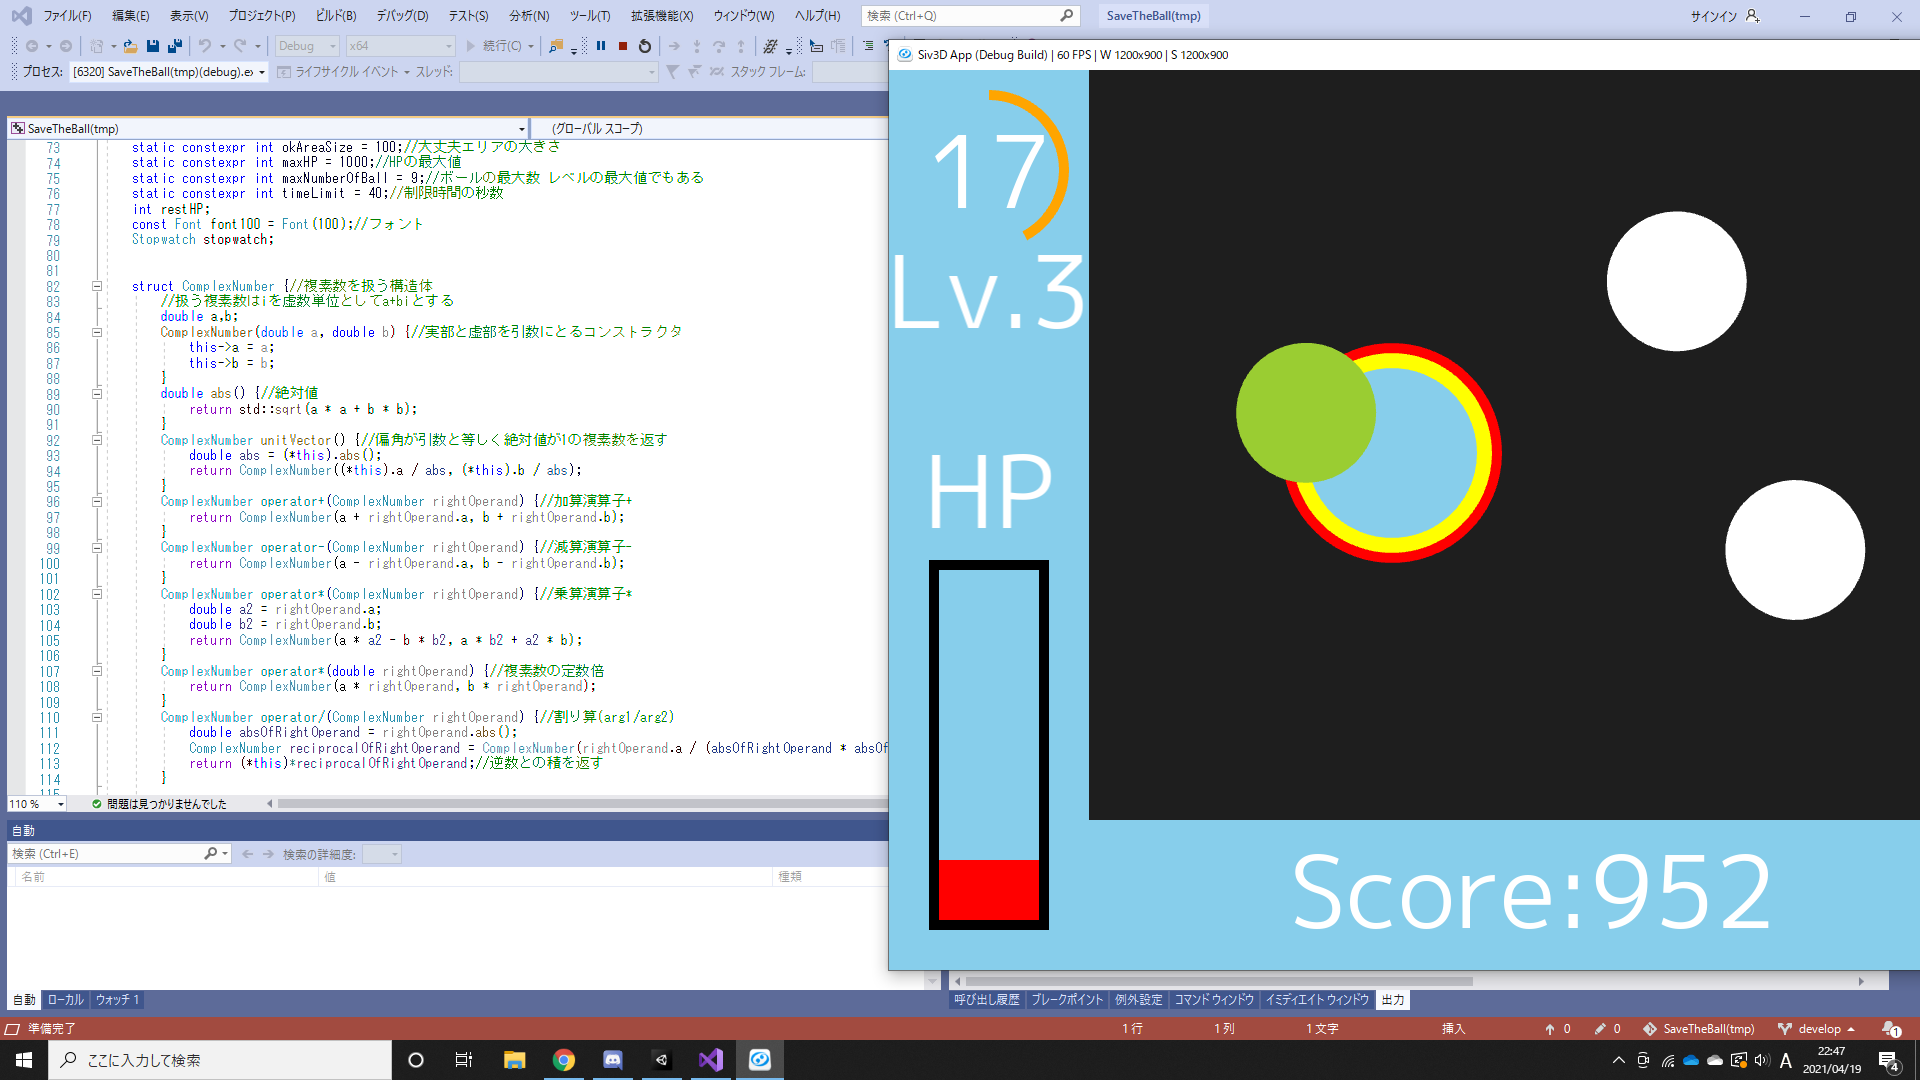 ファイル(F) 編集(E) 表示(V) プロジェクト(P) ビルド(B) デバッグ(D) テスト(S) 分析(N) ツール(T) 拡張機能(X) ウィンドウ(W) ヘルプ(H) 検索 (Ctrl+Q) SaveTheBall(tmp) サインイン
Debug x64 続行(C)
プロセス: [6320] SaveTheBall(tmp)(debug).ex ライフサイクル イベント スレッド: スタック フレーム:
SaveTheBall(tmp) (グローバル スコープ)
73 static constexpr int okAreaSize = 100;//大丈夫エリアの大きさ
74 static constexpr int maxHP = 1000;//HPの最大値
75 static constexpr int maxNumberOfBall = 9;//ボールの最大数 レベルの最大値でもある
76 static constexpr int timeLimit = 40;//制限時間の秒数
77 int restHP;
78 const Font font100 = Font(100);//フォント
79 Stopwatch stopwatch;
80
81
82 struct ComplexNumber {//複素数を扱う構造体
83 //扱う複素数はiを虚数単位としてa+biとする
84 double a,b;
85 ComplexNumber(double a, double b) {//実部と虚部を引数にとるコンストラクタ
86 this->a = a;
87 this->b = b;
88 }
89 double abs() {//絶対値
90 return std::sqrt(a * a + b * b);
91 }
92 ComplexNumber unitVector() {//偏角が引数と等しく絶対値が1の複素数を返す
93 double abs = (*this).abs();
94 return ComplexNumber((*this).a / abs, (*this).b / abs);
95 }
96 ComplexNumber operator+(ComplexNumber rightOperand) {//加算演算子+
97 return ComplexNumber(a + rightOperand.a, b + rightOperand.b);
98 }
99 ComplexNumber operator-(ComplexNumber rightOperand) {//減算演算子-
100 return ComplexNumber(a - rightOperand.a, b - rightOperand.b);
101 }
102 ComplexNumber operator*(ComplexNumber rightOperand) {//乗算演算子*
103 double a2 = rightOperand.a;
104 double b2 = rightOperand.b;
105 return ComplexNumber(a * a2 - b * b2, a * b2 + a2 * b);
106 }
107 ComplexNumber operator*(double rightOperand) {//複素数の定数倍
108 return ComplexNumber(a * rightOperand, b * rightOperand);
109 }
110 ComplexNumber operator/(ComplexNumber rightOperand) {//割り算(arg1/arg2)
111 double absOfRightOperand = rightOperand.abs();
112 ComplexNumber reciprocalOfRightOperand = ComplexNumber(rightOperand.a / (absOfRightOperand * absOf
113 return (*this)*reciprocalOfRightOperand;//逆数との積を返す
114 }
115
110 % 問題は見つかりませんでした
自動
検索 (Ctrl+E) 検索の詳細度:
名前 値 種類
自動 ローカル ウォッチ 1
Siv3D App (Debug Build) | 60 FPS | W 1200x900 | S 1200x900
17
Lv.3
HP
Score:952
呼び出し履歴 ブレークポイント 例外設定 コマンド ウィンドウ イミディエイト ウィンドウ 出力
準備完了 1 行 1 列 1 文字 挿入 0 0 SaveTheBall(tmp) develop 1
ここに入力して検索 A 22:47
2021/04/19 4